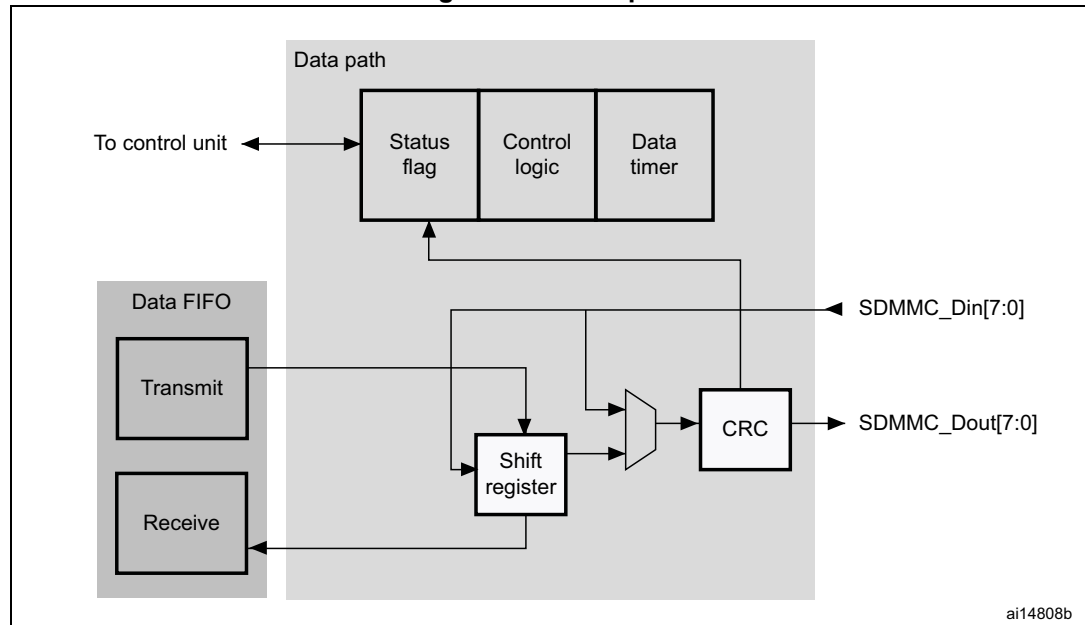 Data path
To control unit
Status
flag
Control
logic
Data
timer
Data FIFO
SDMMC_Din[7:0]
Transmit
CRC
SDMMC_Dout[7:0]
Shift
register
Receive
ai14808b